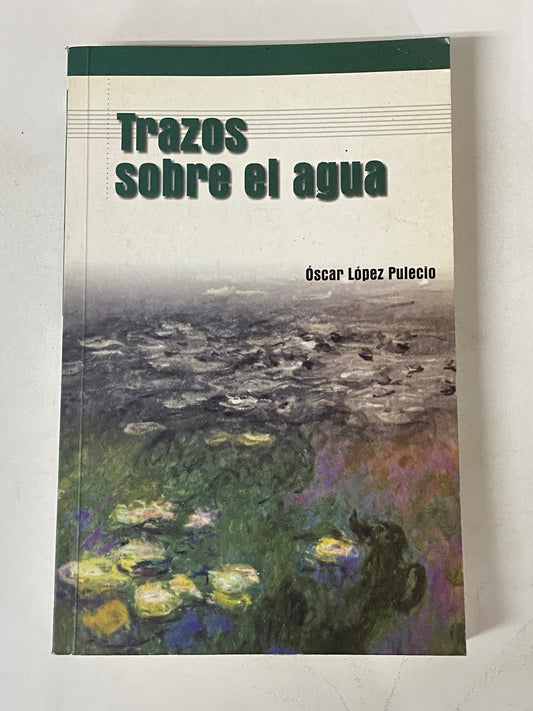 Trazos
sobre el agua
Óscar López Pulecio